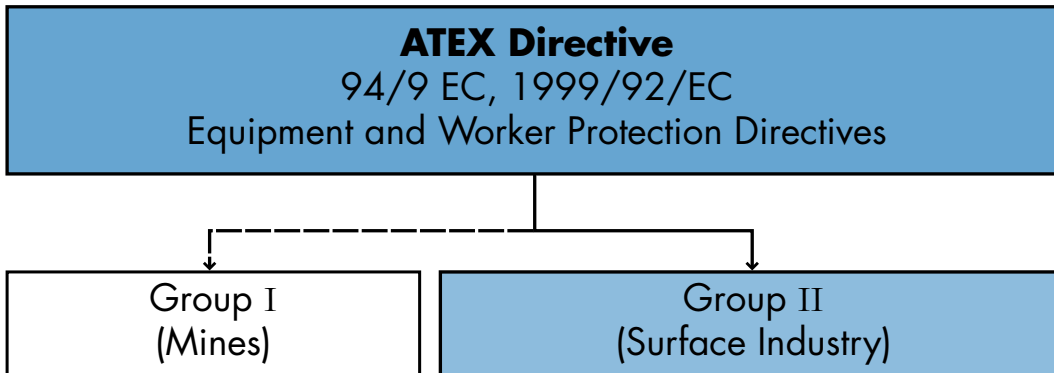 ATEX Directive
94/9 EC, 1999/92/EC
Equipment and Worker Protection Directives
Group I
(Mines)
Group II
(Surface Industry)